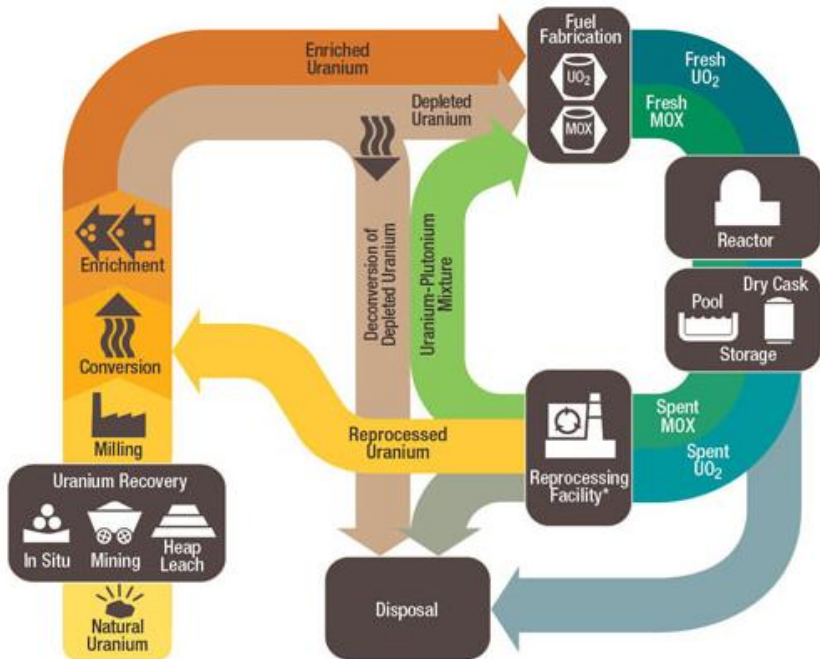 Fuel
Fabrication
UO2
MOX
Enriched
Uranium
Depleted
Uranium
Fresh
UO2
Fresh
MOX
Reactor
Dry Cask
Pool
Storage
Enrichment
Conversion
Milling
Deconversion of
Depleted Uranium
Uranium-Plutonium
Mixture
Reprocessed
Uranium
Spent
MOX
Spent
UO2
Reprocessing
Facility*
Uranium Recovery
In Situ
Mining
Heap
Leach
Natural
Uranium
Disposal